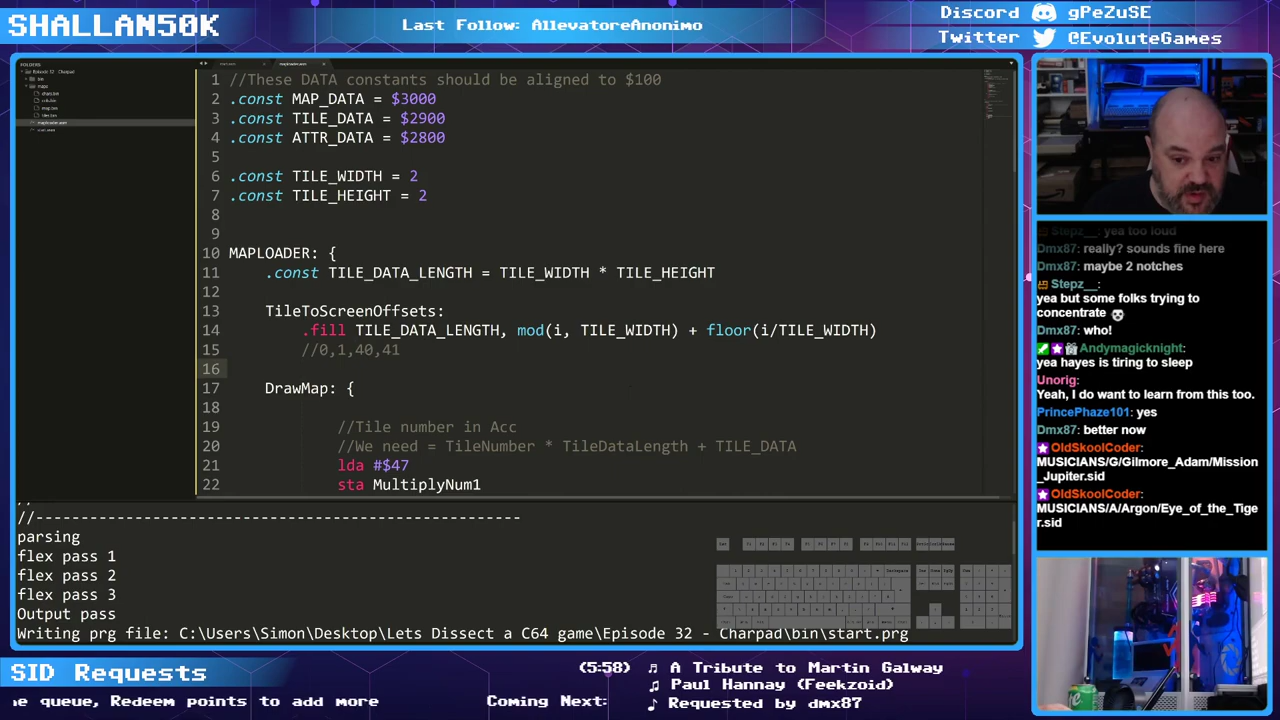 SHALLAN50K
Last Follow: AllevatoreAnonimo
Discord gPeZuSE
Twitter @EvoluteGames
FOLDERS
1 //These DATA constants should be aligned to $100
2 .const MAP_DATA = $3000
3 .const TILE_DATA = $2900
4 .const ATTR_DATA = $2800
5
6 .const TILE_WIDTH = 2
7 .const TILE_HEIGHT = 2
8
9
10 MAPLOADER: {
11 .const TILE_DATA_LENGTH = TILE_WIDTH * TILE_HEIGHT
12
13 TileToScreenOffsets:
14 .fill TILE_DATA_LENGTH, mod(i, TILE_WIDTH) + floor(i/TILE_WIDTH)
15 //0,1,40,41
16
17 DrawMap: {
18
19 //Tile number in Acc
20 //We need = TileNumber * TileDataLength + TILE_DATA
21 lda #$47
22 sta MultiplyNum1
//--------------------------------------------------
parsing
flex pass 1
flex pass 2
flex pass 3
Output pass
Writing prg file: C:\Users\Simon\Desktop\Lets Dissect a C64 game\Episode 32 - Charpad\bin\start.prg
Stepz__: yea too loud
Dmx87: really? sounds fine here
Dmx87: maybe 2 notches
Stepz__:
yea but some folks trying to
concentrate
Dmx87: who!
Andymagicknight:
yea hayes is tiring to sleep
Unorig:
Yeah, I do want to learn from this too.
PrincePhaze101: yes
Dmx87: better now
OldSkoolCoder:
MUSICIANS/G/Gilmore_Adam/Mission
_Jupiter.sid
OldSkoolCoder:
MUSICIANS/A/Argon/Eye_of_the_Tige
r.sid
SID Requests
e queue, Redeem points to add more
Coming Next:
(5:58) A Tribute to Martin Galway
Paul Hannay (Feekzoid)
Requested by dmx87